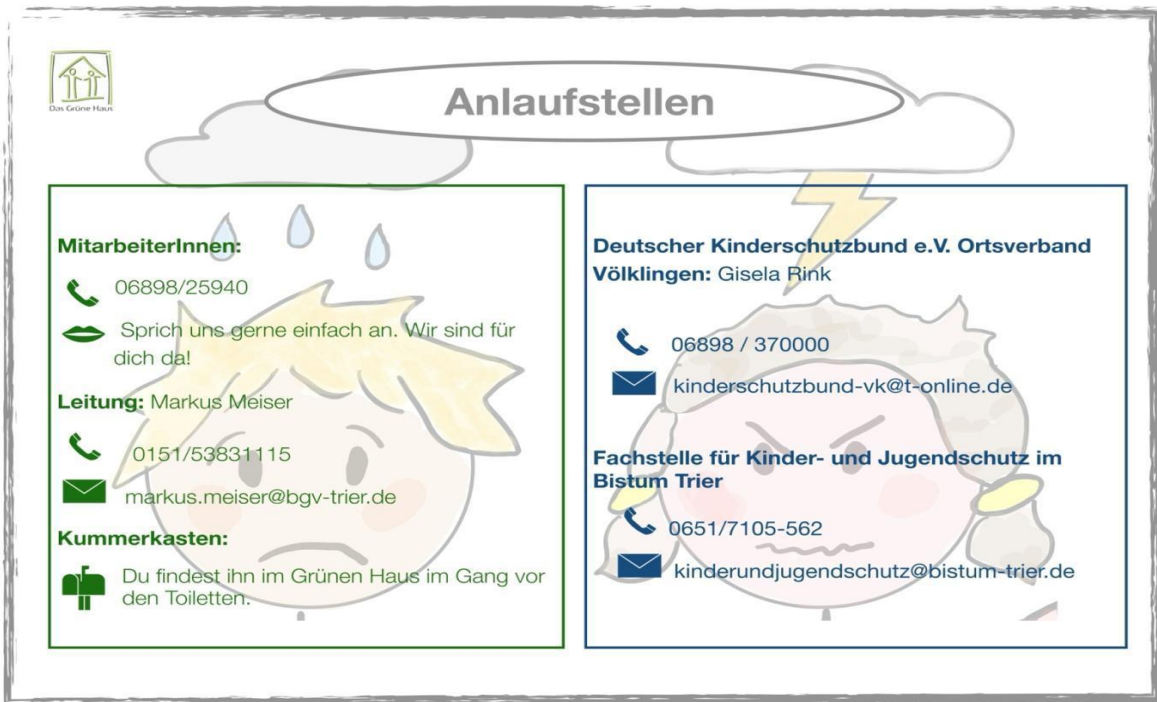 Das Grüne Haus
Anlaufstellen
MitarbeiterInnen:
06898/25940
Sprich uns gerne einfach an. Wir sind für
dich da!
Leitung: Markus Meiser
0151/53831115
markus.meiser@bgv-trier.de
Kummerkasten:
Du findest ihn im Grünen Haus im Gang vor
den Toiletten.
Deutscher Kinderschutzbund e.V. Ortsverband
Völklingen: Gisela Rink
06898 / 370000
kinderschutzbund-vk@t-online.de
Fachstelle für Kinder- und Jugendschutz im
Bistum Trier
0651/7105-562
kinderundjugendschutz@bistum-trier.de